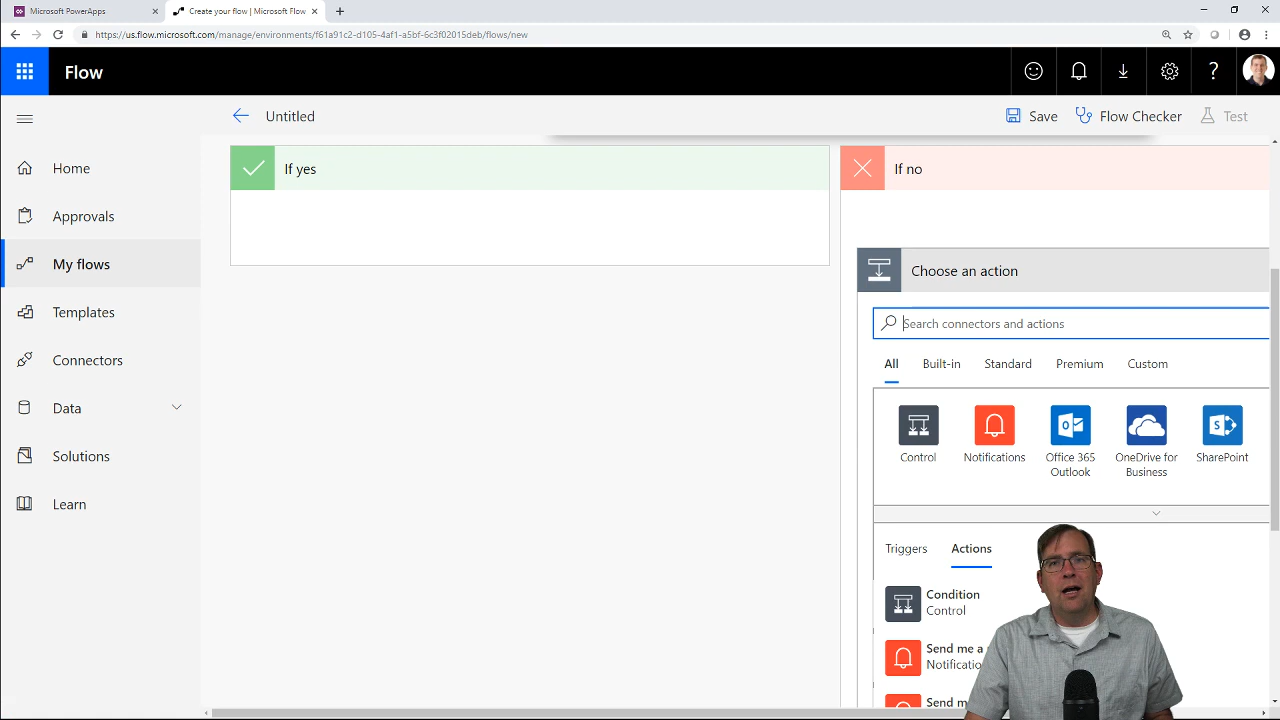 Microsoft PowerApps
Create your flow | Microsoft Flow
https://us.flow.microsoft.com/manage/environments/f61a91c2-d105-4af1-a5bf-6c3f02015deb/flows/new
Flow
?
Untitled
Save
Flow Checker
Test
Home
Approvals
My flows
Templates
Connectors
Data
Solutions
Learn
If yes
If no
Choose an action
Search connectors and actions
All
Built-in
Standard
Premium
Custom
Control
Notifications
Office 365
Outlook
OneDrive for
Business
SharePoint
Triggers
Actions
Condition
Control
Send me a
Notificatio
Send m